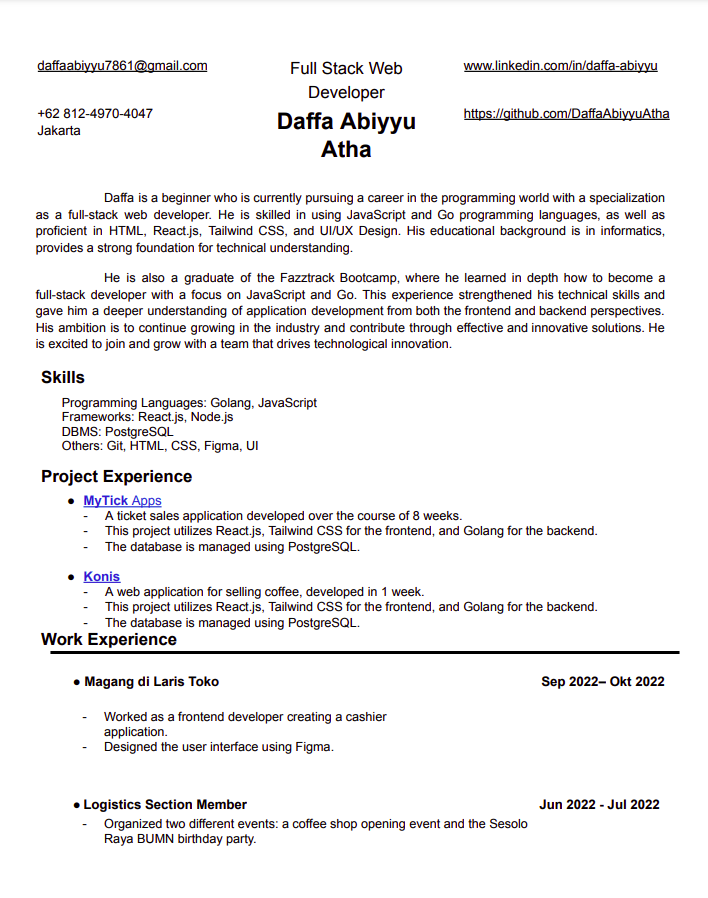 daffaabiyyu7861@gmail.com
+62 812-4970-4047
Jakarta
Full Stack Web
Developer
Daffa Abiyyu
Atha
www.linkedin.com/in/daffa-abiyyu
https://github.com/DaffaAbiyyuAtha
Daffa is a beginner who is currently pursuing a career in the programming world with a specialization
as a full-stack web developer. He is skilled in using JavaScript and Go programming languages, as well as
proficient in HTML, React.js, Tailwind CSS, and UI/UX Design. His educational background is in informatics,
provides a strong foundation for technical understanding.
He is also a graduate of the Fazztrack Bootcamp, where he learned in depth how to become a
full-stack developer with a focus on JavaScript and Go. This experience strengthened his technical skills and
gave him a deeper understanding of application development from both the frontend and backend perspectives.
His ambition is to continue growing in the industry and contribute through effective and innovative solutions. He
is excited to join and grow with a team that drives technological innovation.
Skills
Programming Languages: Golang, JavaScript
Frameworks: React.js, Node.js
DBMS: PostgreSQL
Others: Git, HTML, CSS, Figma, UI
Project Experience
● MyTick Apps
- A ticket sales application developed over the course of 8 weeks.
- This project utilizes React.js, Tailwind CSS for the frontend, and Golang for the backend.
- The database is managed using PostgreSQL.
● Konis
- A web application for selling coffee, developed in 1 week.
- This project utilizes React.js, Tailwind CSS for the frontend, and Golang for the backend.
- The database is managed using PostgreSQL.
Work Experience
● Magang di Laris Toko Sep 2022– Okt 2022
- Worked as a frontend developer creating a cashier
application.
- Designed the user interface using Figma.
● Logistics Section Member Jun 2022 - Jul 2022
- Organized two different events: a coffee shop opening event and the Sesolo
Raya BUMN birthday party.